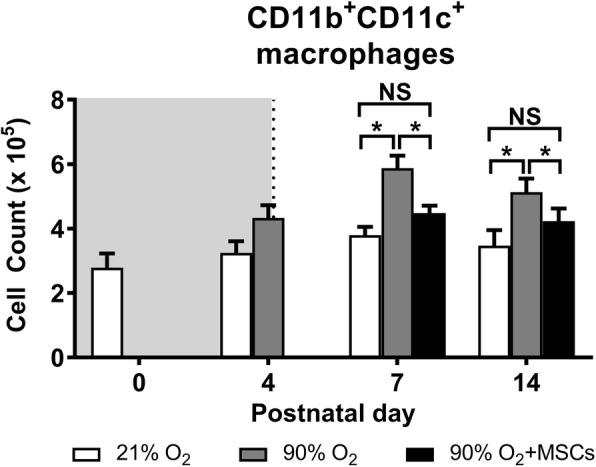 CD11b⁺CD11c⁺
macrophages
Cell Count (x 10⁵)
8
6
4
2
0
NS
* *
NS
* *
0 4 7 14
Postnatal day
21% O₂ 90% O₂ 90% O₂+MSCs